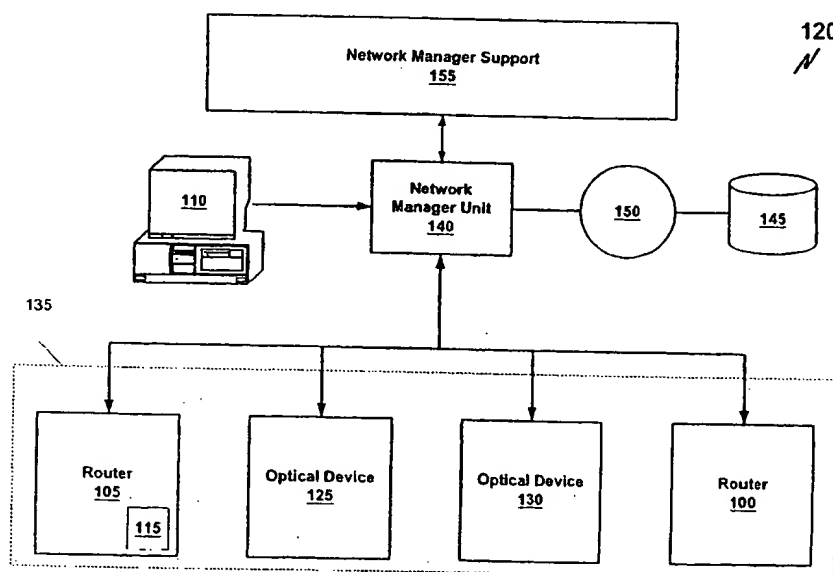 120
Network Manager Support
155
110
Network
Manager Unit
140
150
145
135
Router
105
115
Optical Device
125
Optical Device
130
Router
100